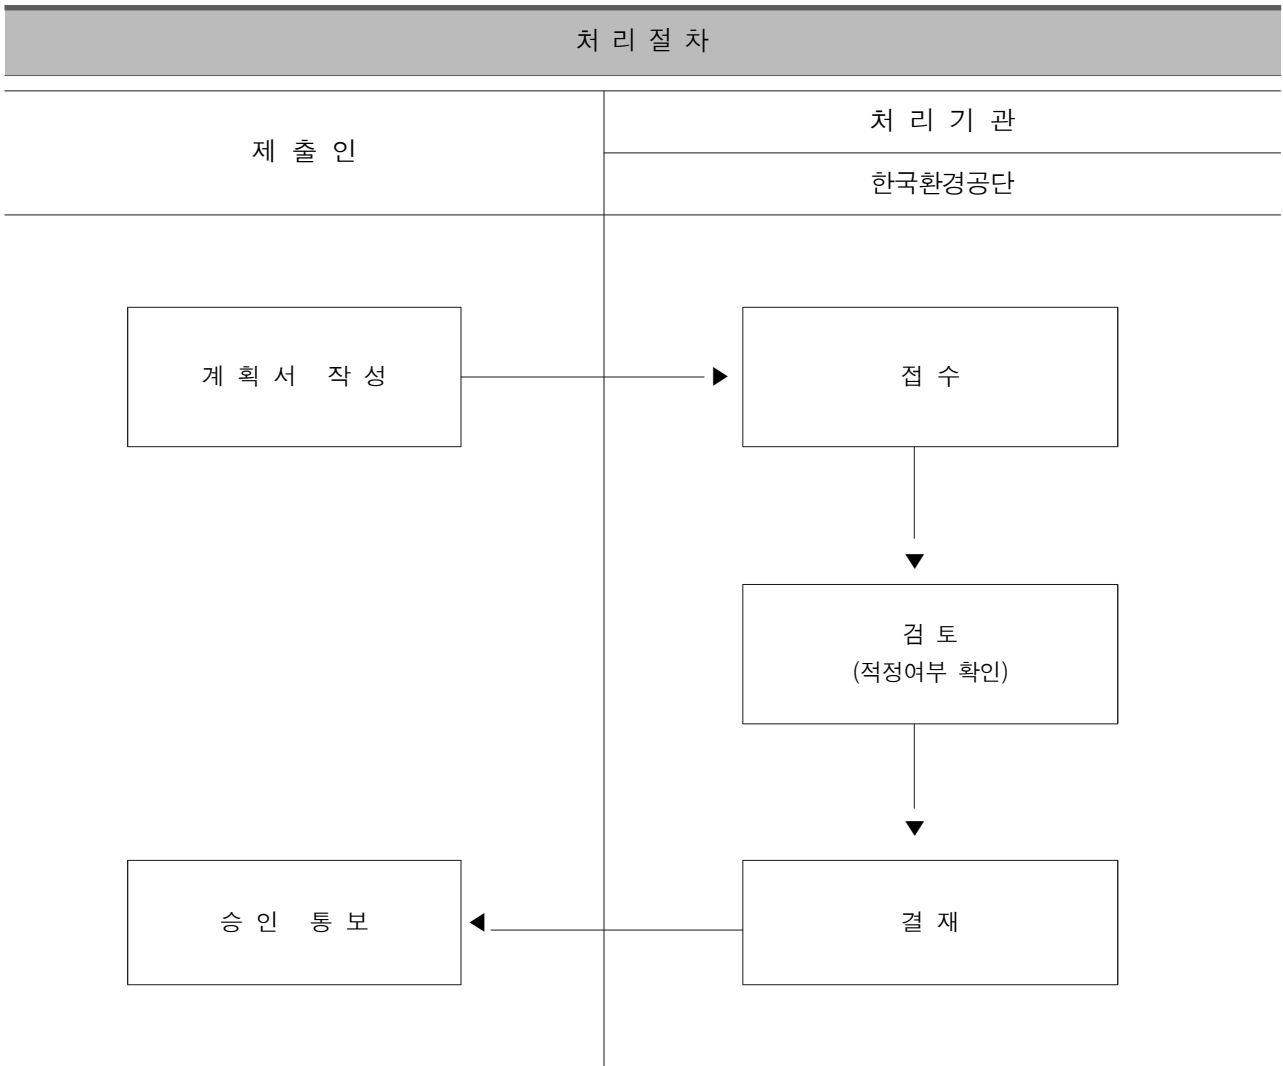 처 리 절 차
제 출 인
처 리 기 관
한국환경공단
계 획 서 작 성
접 수
검 토
(적정여부 확인)
결 재
승 인 통 보